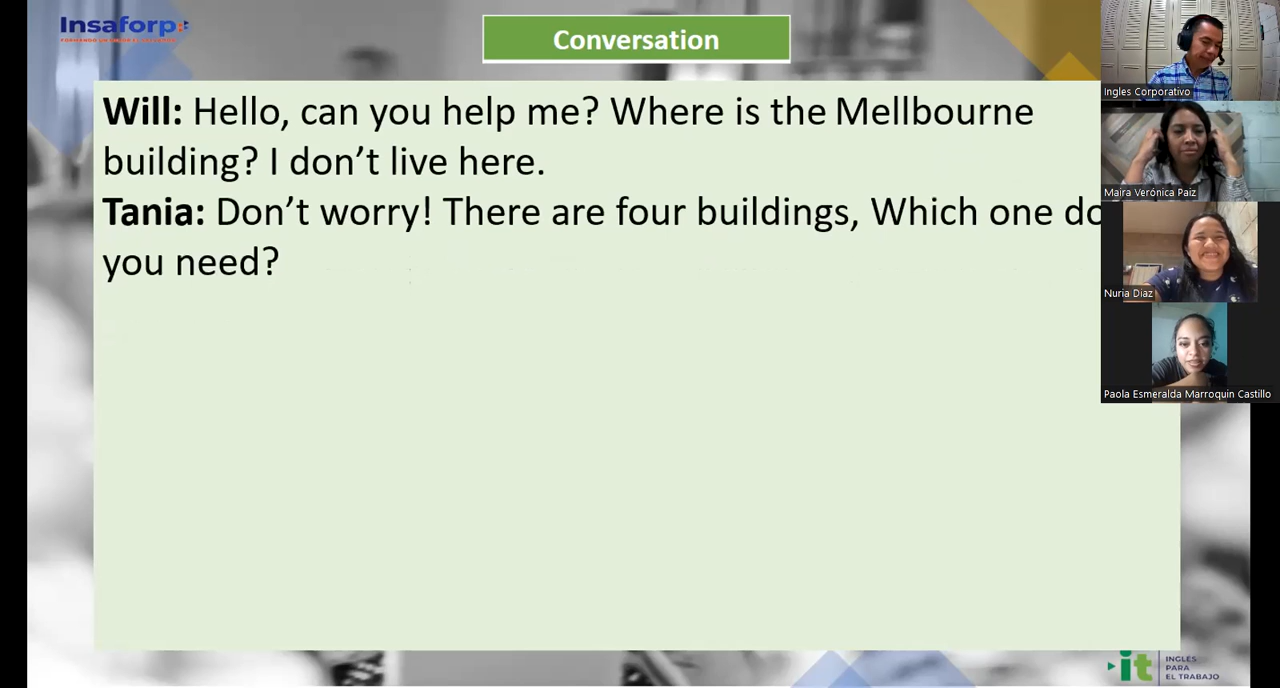 Insaforp
Conversation
Will: Hello, can you help me? Where is the Mellbourne
building? I don't live here.
Tania: Don't worry! There are four buildings, Which one do
you need?
Ingles Corporativo
Maira Verónica Paiz
Nuria Díaz
Paola Esmeralda Marroquin Castillo
it
INGLES
PARA
EL TRABAJO